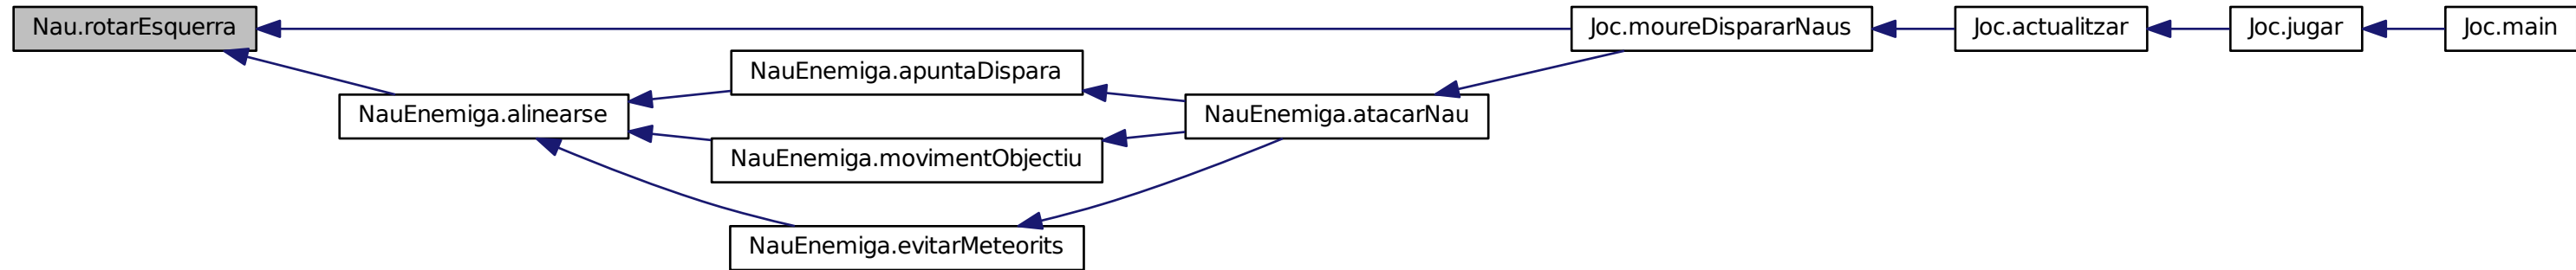 Nau.rotarEsquerra
Joc.moureDispararNaus
Joc.actualitzar
Joc.jugar
Joc.main
NauEnemiga.apuntaDispara
NauEnemiga.alinearse
NauEnemiga.atacarNau
NauEnemiga.movimentObjectiu
NauEnemiga.evitarMeteorits